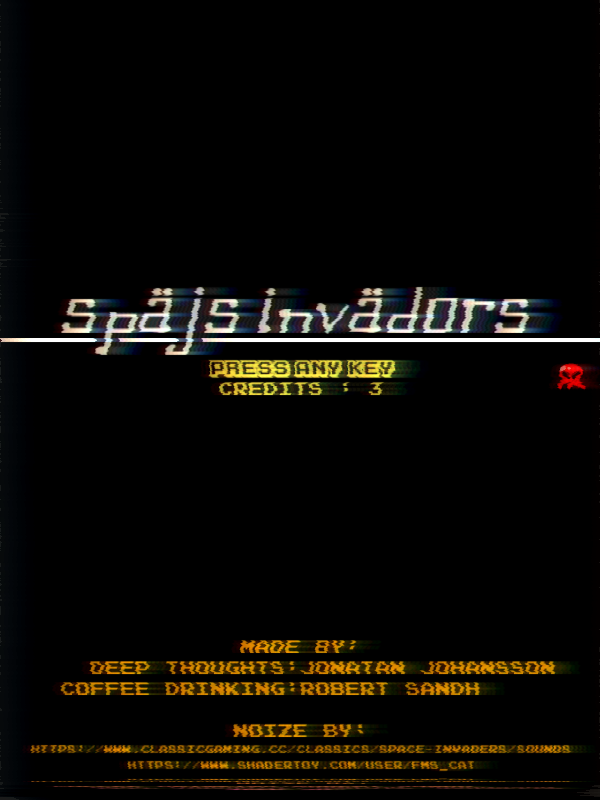 späjs invädors
PRESS ANY KEY
CREDITS : 3
MADE BY:
DEEP THOUGHTS:JONATAN JOHANSSON
COFFEE DRINKING:ROBERT SANDH
NOIZE BY:
HTTPS://WWW.CLASSICGAMING.CC/CLASSICS/SPACE-INVADERS/SOUNDS
HTTPS://WWW.SHADERTOY.COM/USER/FMS_CAT